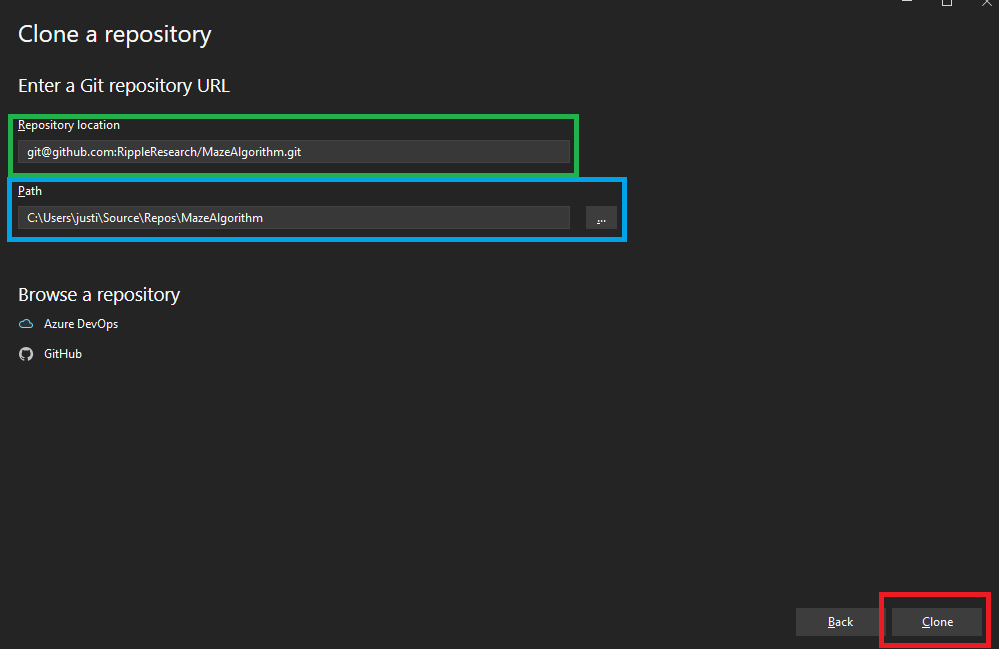 Clone a repository
Enter a Git repository URL
Repository location
git@github.com:RippleResearch/MazeAlgorithm.git
Path
C:\Users\justi\Source\Repos\MazeAlgorithm
...
Browse a repository
Azure DevOps
GitHub
Back
Clone